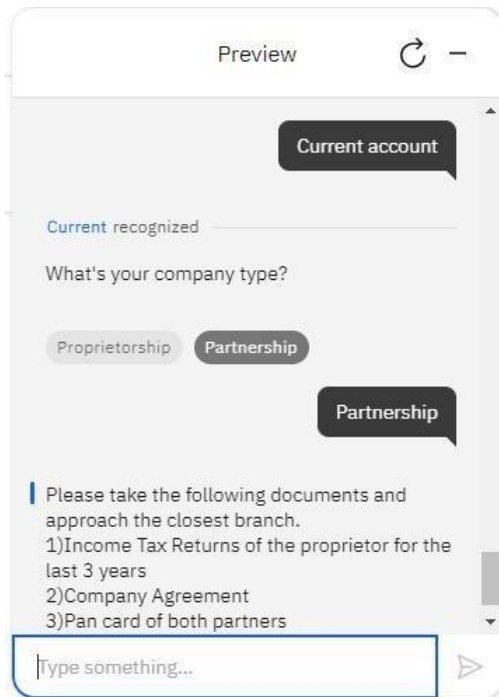 Preview
Current account
Current recognized
What's your company type?
Proprietorship Partnership
Partnership
Please take the following documents and
approach the closest branch.
1)Income Tax Returns of the proprietor for the
last 3 years
2)Company Agreement
3)Pan card of both partners
Type something...